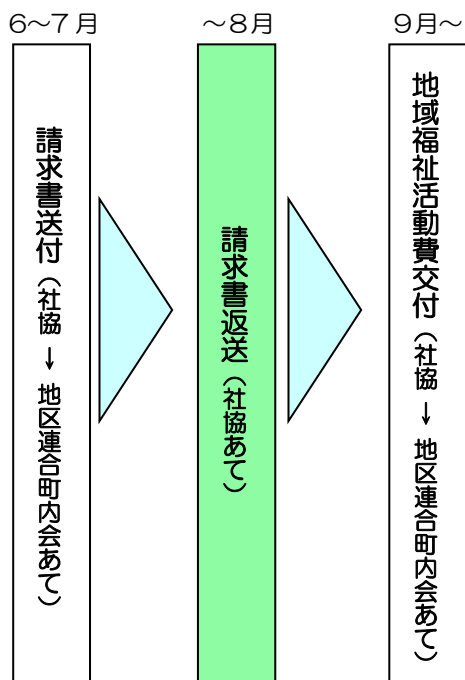 6～7月
～8月
9月～
請求書送付（社協 → 地区連合町内会あて）
請求書返送（社協あて）
地域福祉活動費交付（社協 → 地区連合町内会あて）